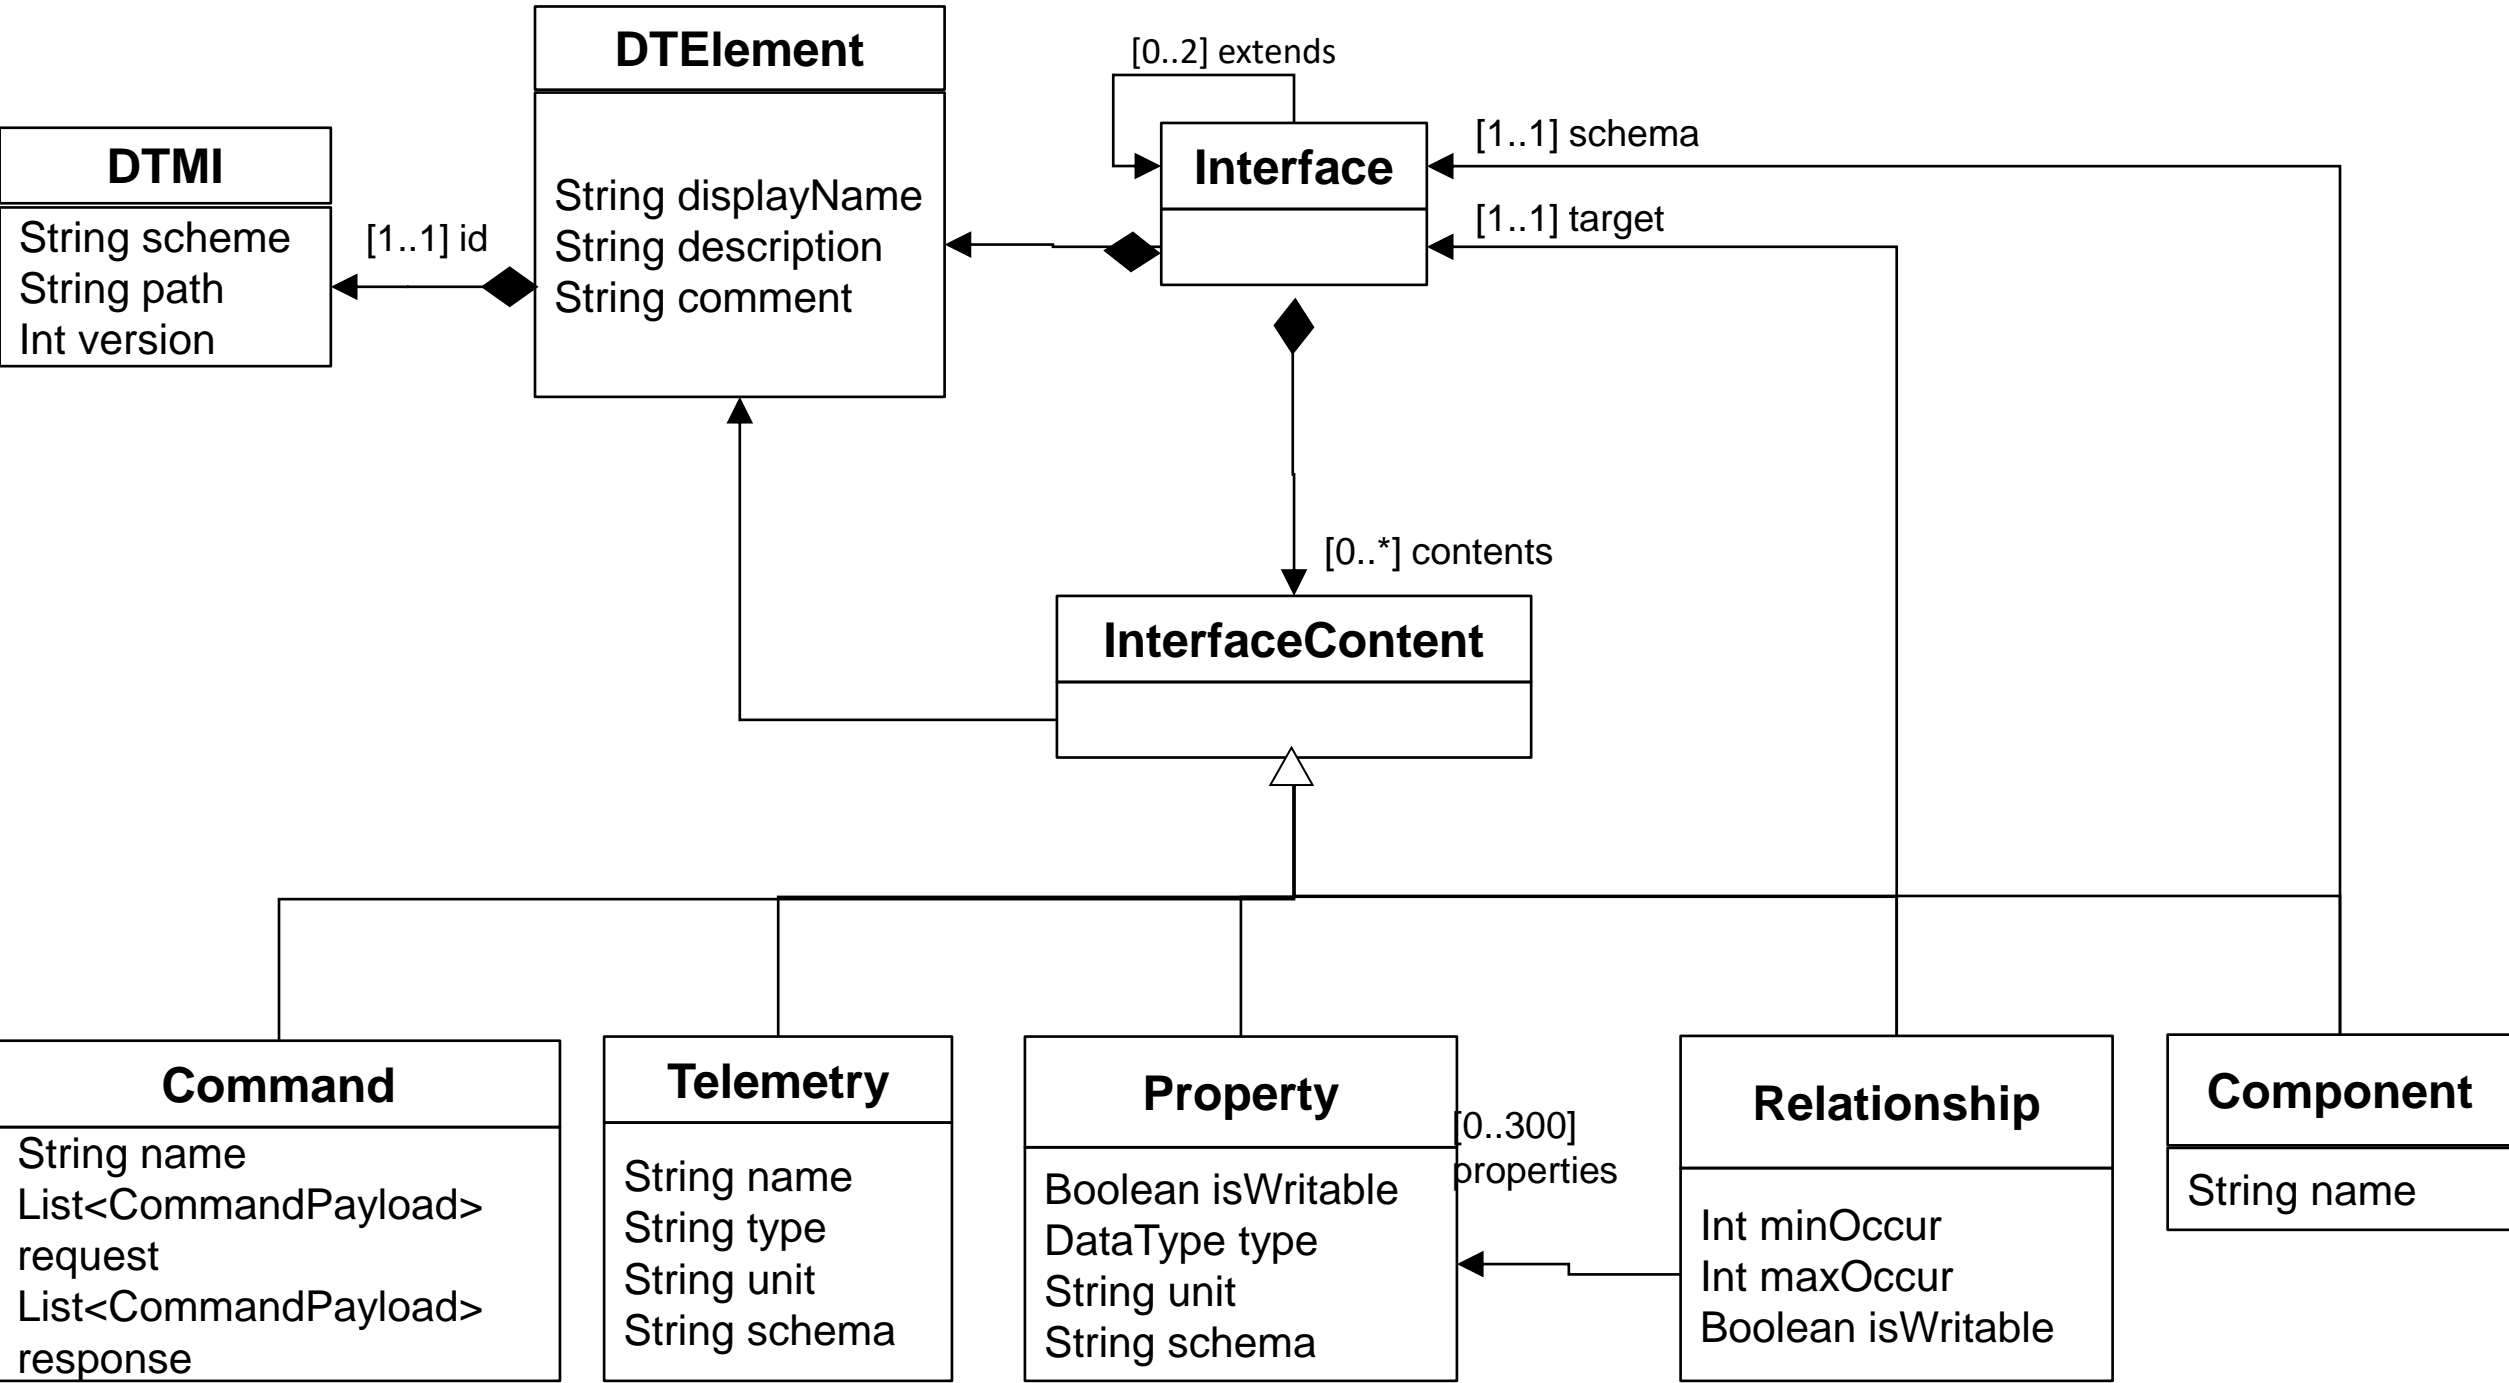 DTElement
String displayName
String description
String comment
[0..2] extends
Interface
[1..1] schema
[1..1] target
DTMI
String scheme
String path
Int version
[1..1] id
[0..*] contents
InterfaceContent
Command
String name
List<CommandPayload>
request
List<CommandPayload>
response
Telemetry
String name
String type
String unit
String schema
Property
Boolean isWritable
DataType type
String unit
String schema
[0..300]
properties
Relationship
Int minOccur
Int maxOccur
Boolean isWritable
Component
String name